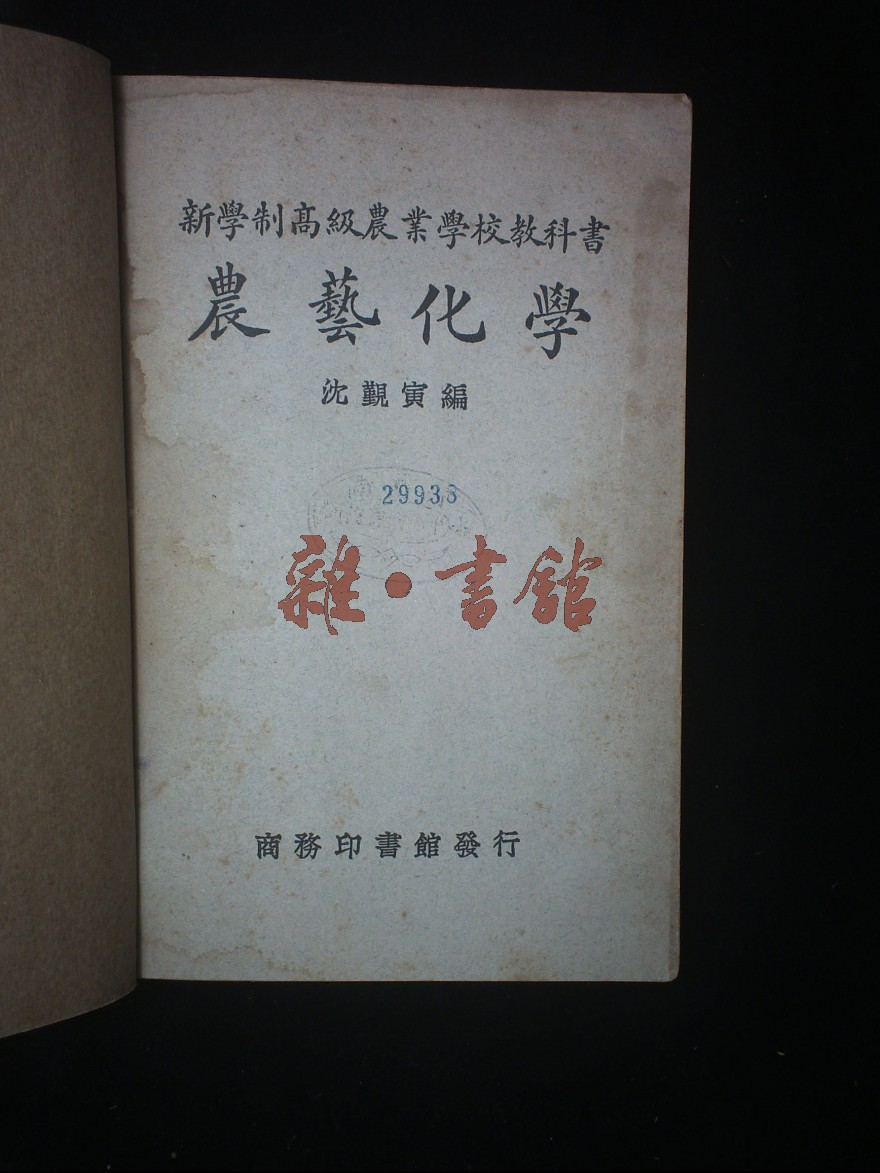 新學制高級農業學校教科書
農藝化學
沈覲寅編
29933
雜·書館
商務印書館發行